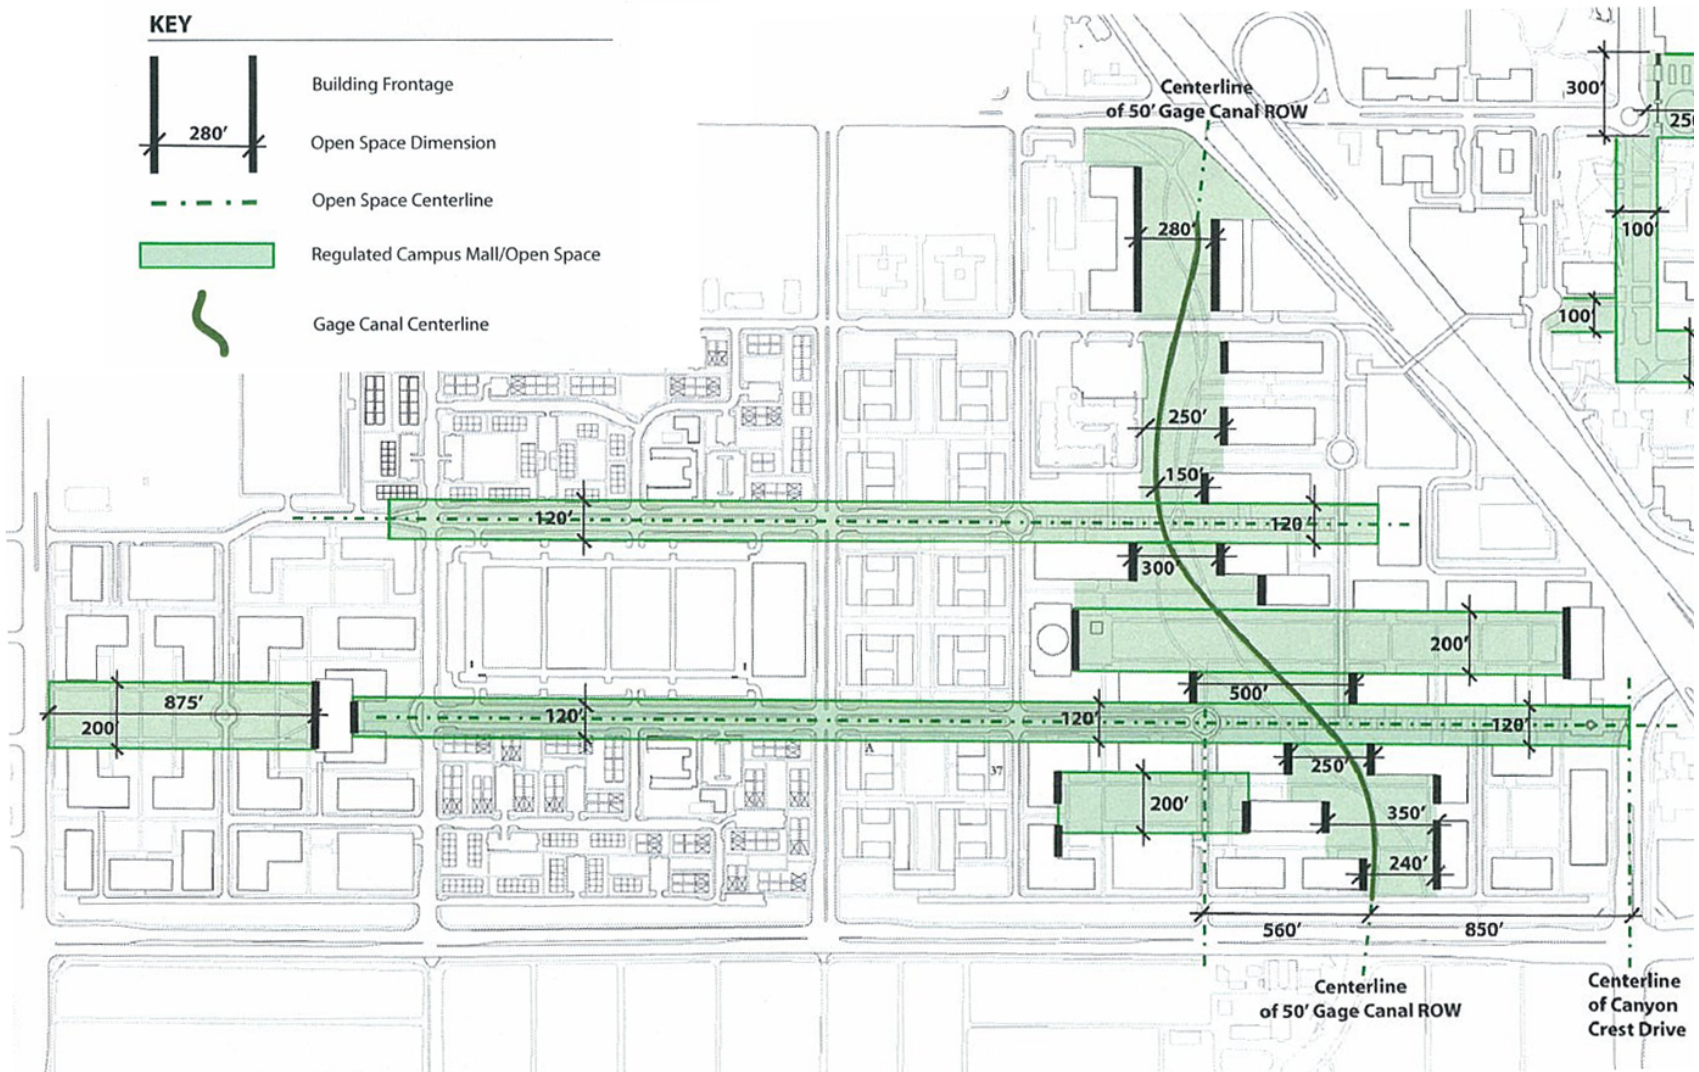 KEY
280'
Building Frontage
Open Space Dimension
Open Space Centerline
Regulated Campus Mall/Open Space
Gage Canal Centerline
Centerline
of 50' Gage Canal ROW
300'
280'
100'
100'
250'
150'
120'
120'
300'
200'
875'
200'
500'
120'
120'
120'
A
37
250'
200'
350'
240'
560'
850'
Centerline
of 50' Gage Canal ROW
Centerline
of Canyon
Crest Drive